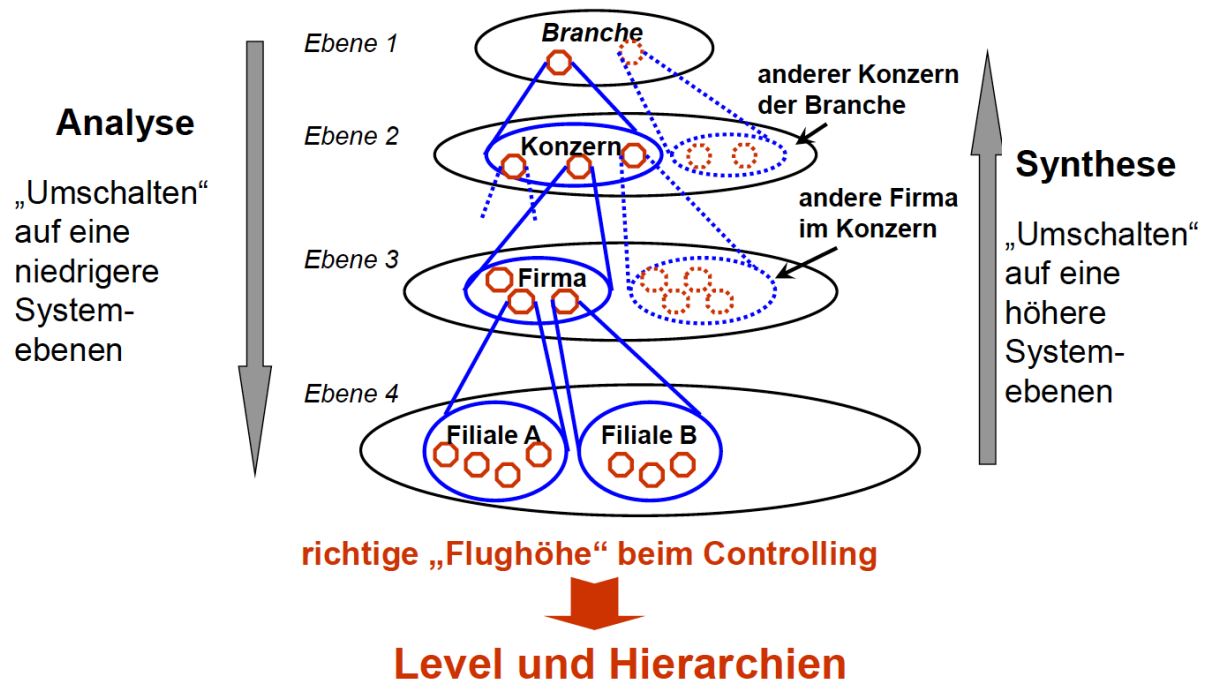 Analyse
„Umschalten“
auf eine
niedrigere
System-
ebenen
Ebene 1
Branche
Ebene 2
Konzern
anderer Konzern
der Branche
Ebene 3
Firma
andere Firma
im Konzern
Ebene 4
Filiale A
Filiale B
Synthese
„Umschalten“
auf eine
höhere
System-
ebenen
richtige „Flughöhe“ beim Controlling
Level und Hierarchien